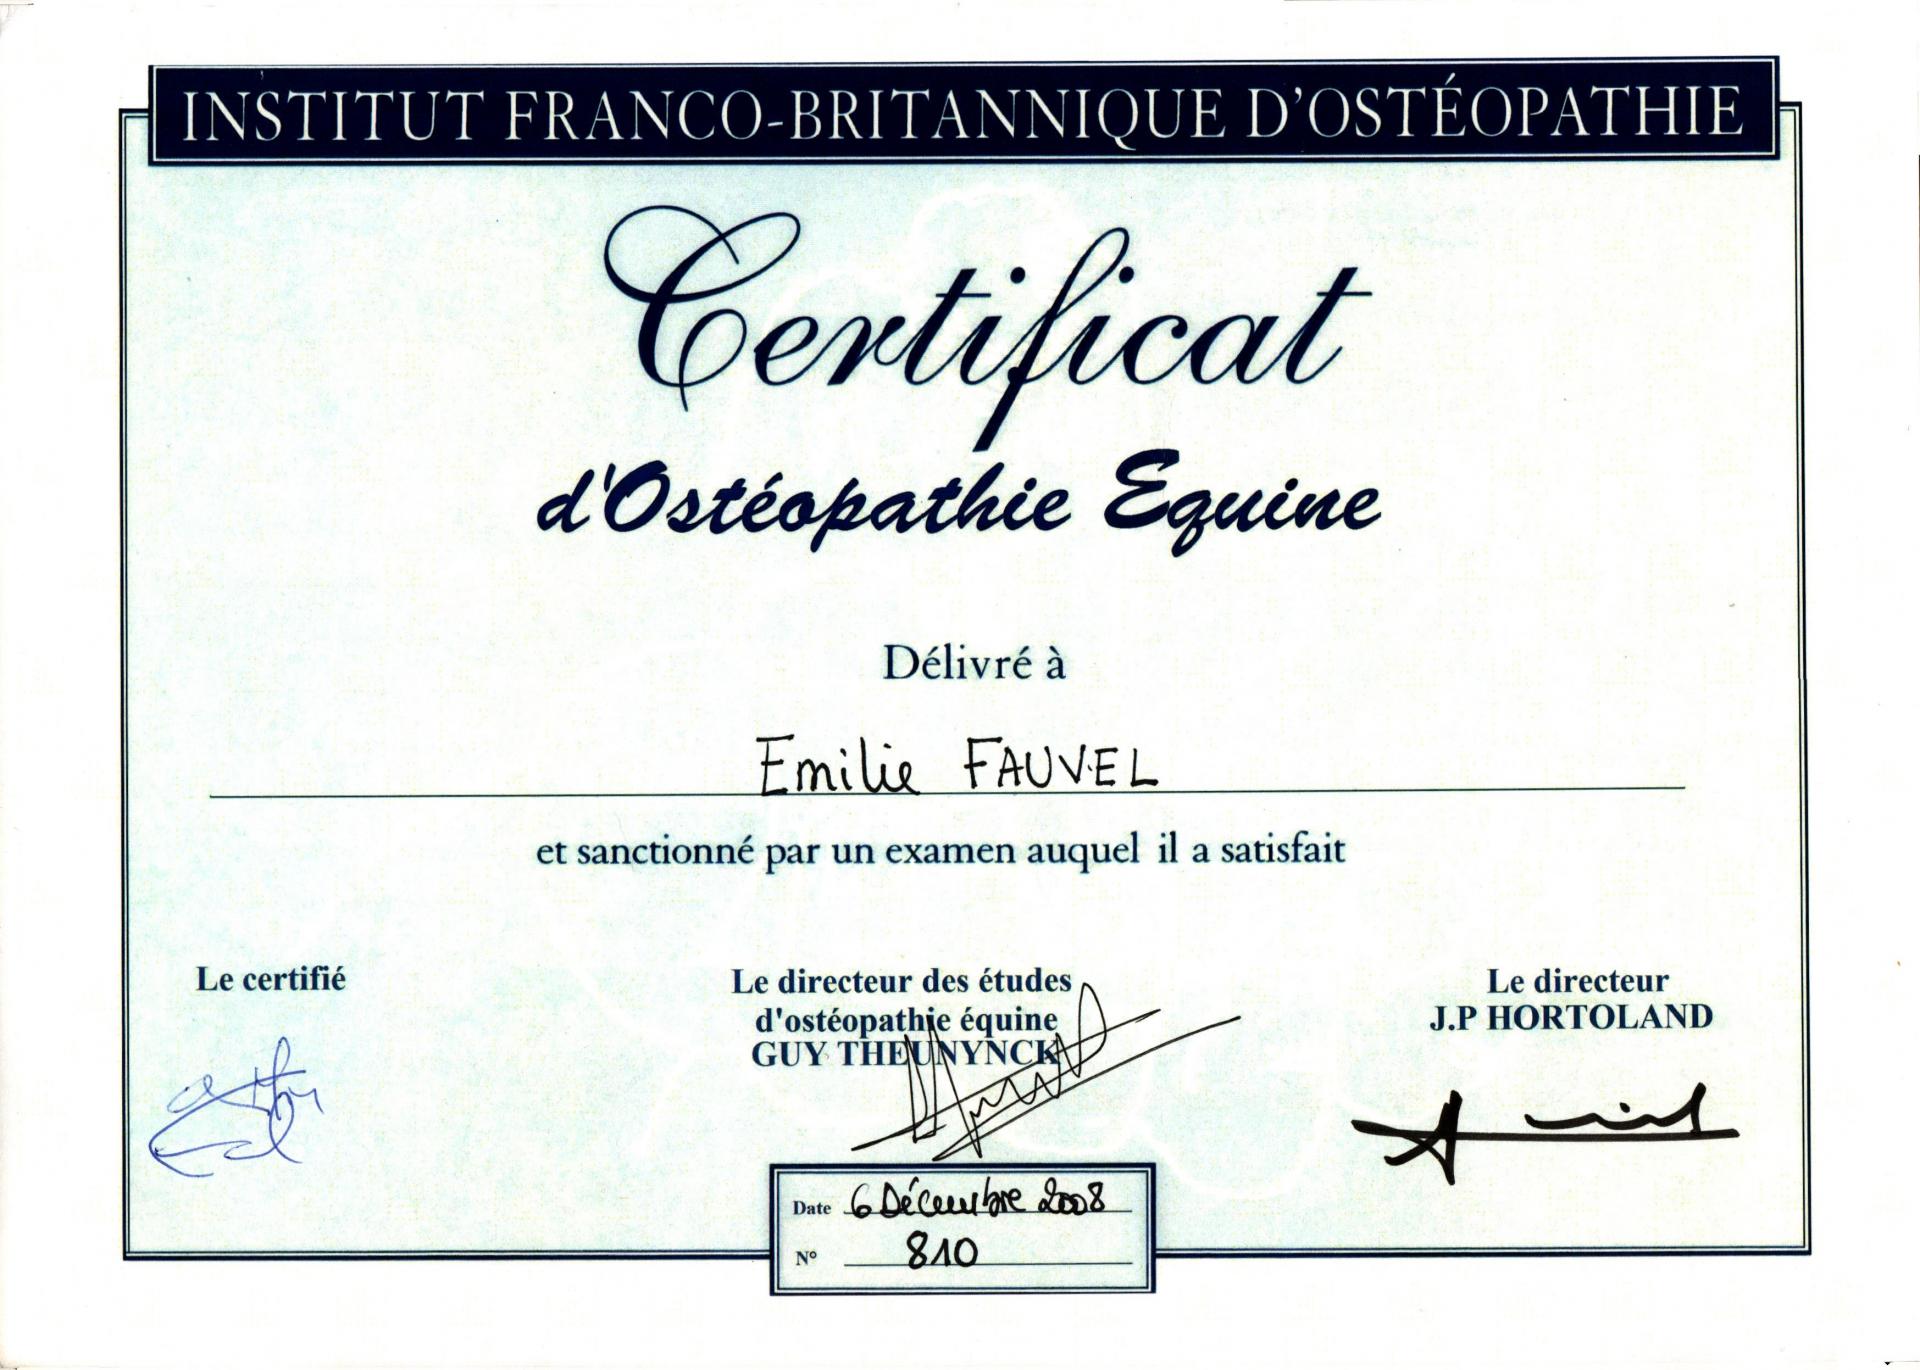 INSTITUT FRANCO-BRITANNIQUE D'OSTÉOPATHIE
Certificat
d'Ostéopathie Equine
Délivré à
Emilie FAUVEL
et sanctionné par un examen auquel il a satisfait
Le certifié
Le directeur des études
d'ostéopathie équine
GUY THEUNYNCK
Le directeur
J.P HORTOLAND
Date 6 Décembre 2008
N° 810